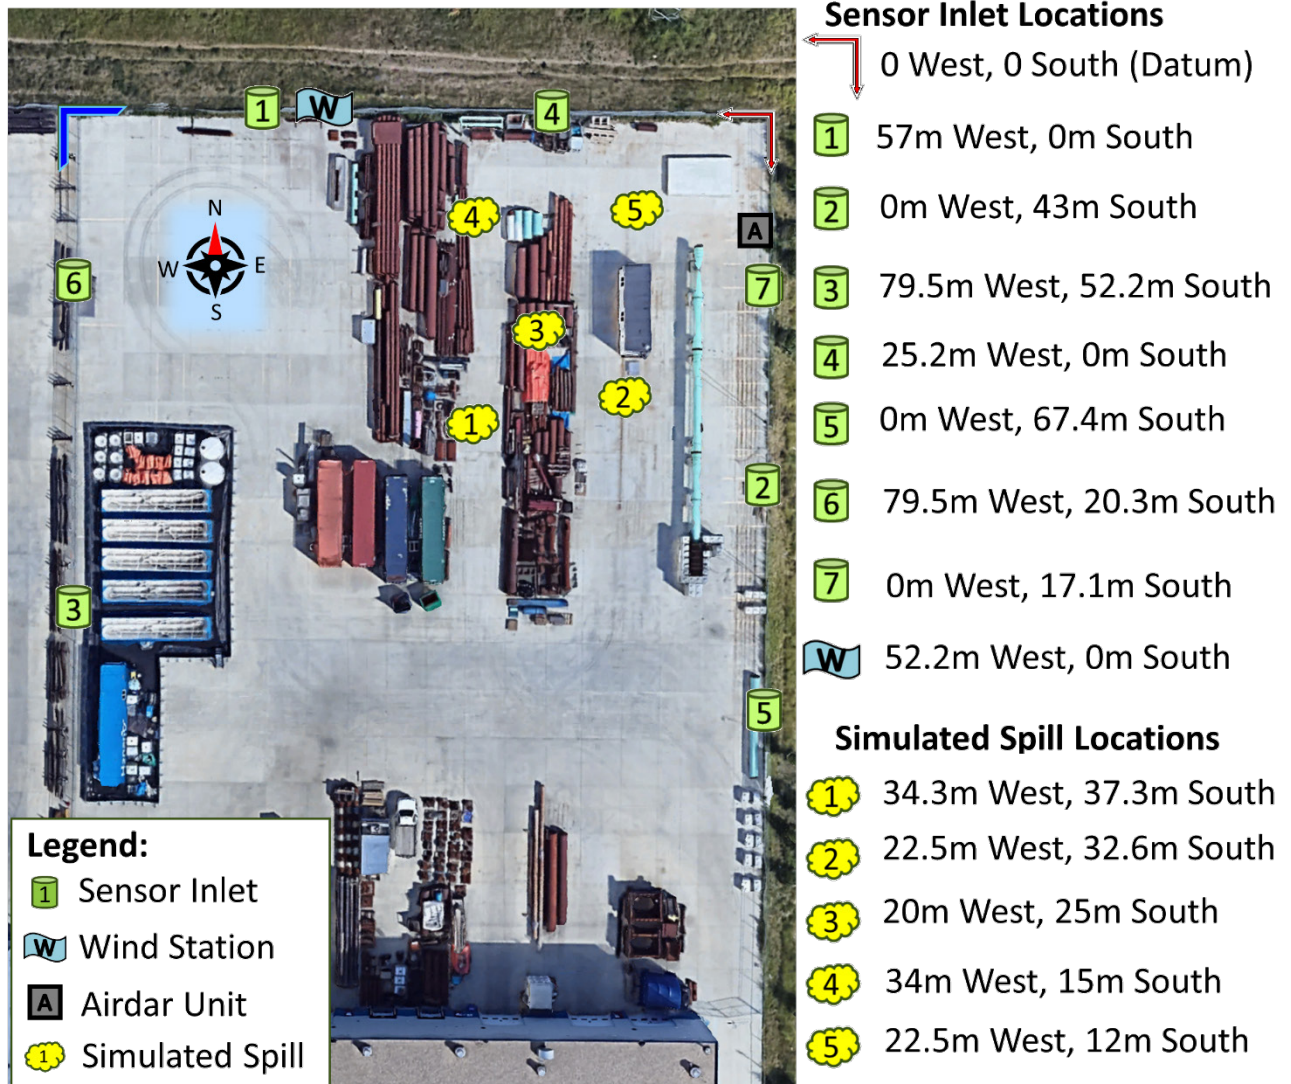 Sensor Inlet Locations
0 West, 0 South (Datum)
1 57m West, 0m South
2 0m West, 43m South
3 79.5m West, 52.2m South
4 25.2m West, 0m South
5 0m West, 67.4m South
6 79.5m West, 20.3m South
7 0m West, 17.1m South
W 52.2m West, 0m South
Simulated Spill Locations
1 34.3m West, 37.3m South
2 22.5m West, 32.6m South
3 20m West, 25m South
4 34m West, 15m South
5 22.5m West, 12m South
1 W 4
N
W E
S
4 5
A
6 7
3
2
1
2
3
5
Legend:
1 Sensor Inlet
W Wind Station
A Airdar Unit
1 Simulated Spill